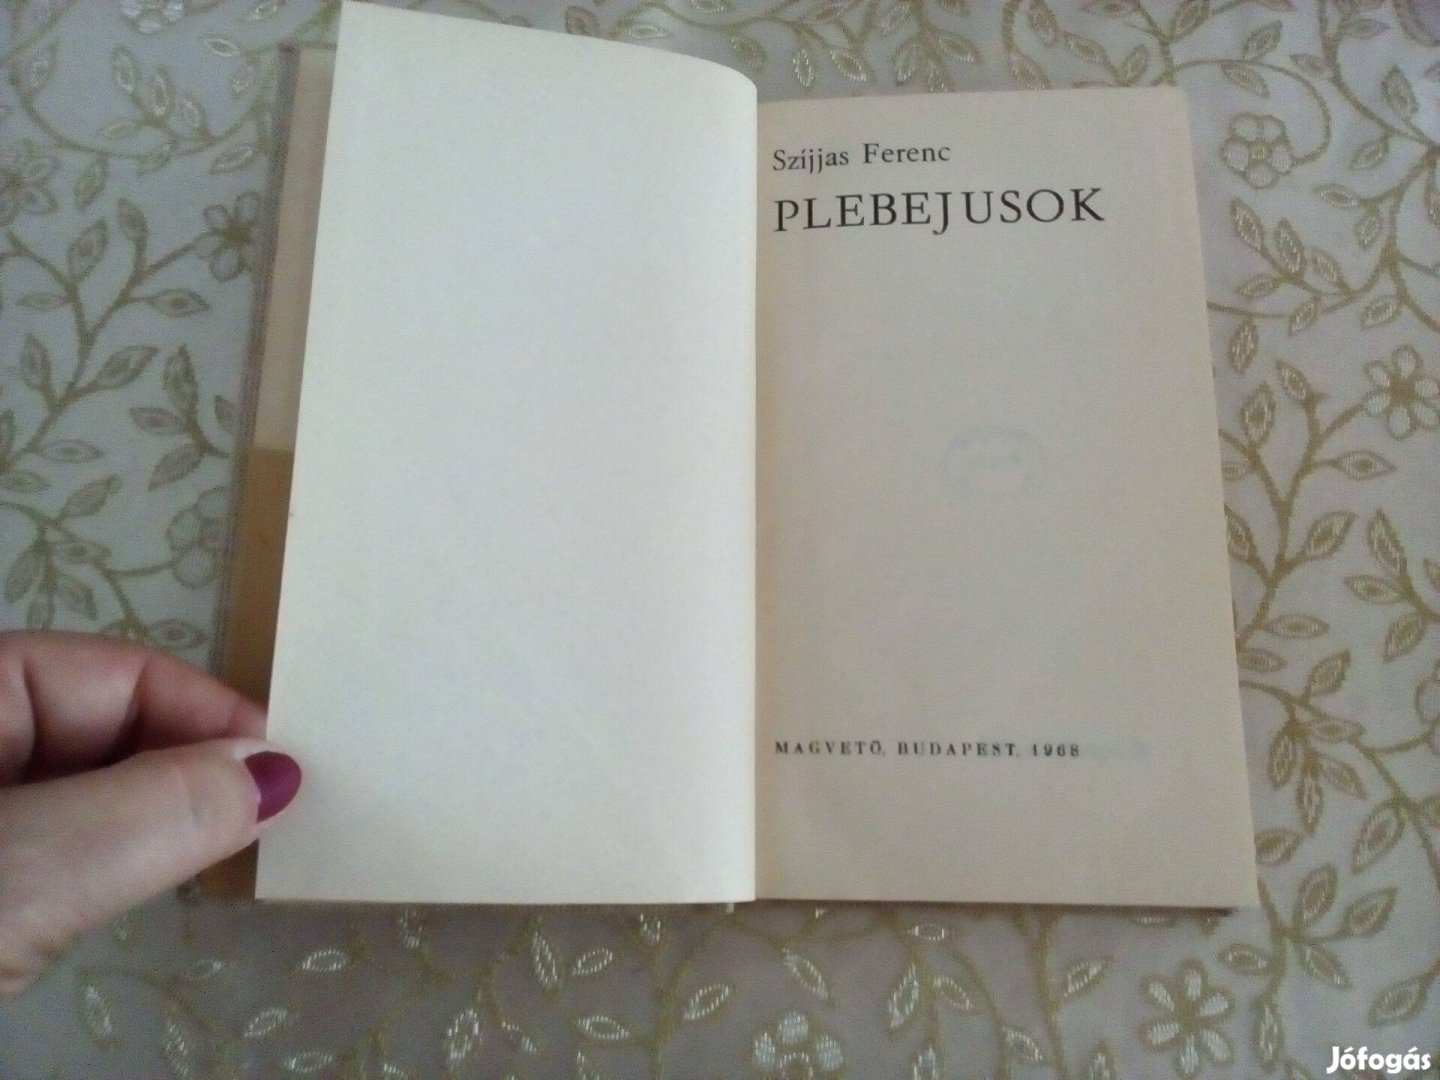 Szíjjas Ferenc
PLEBEJUSOK
MAGVETŐ, BUDAPEST, 1968
Jófogás